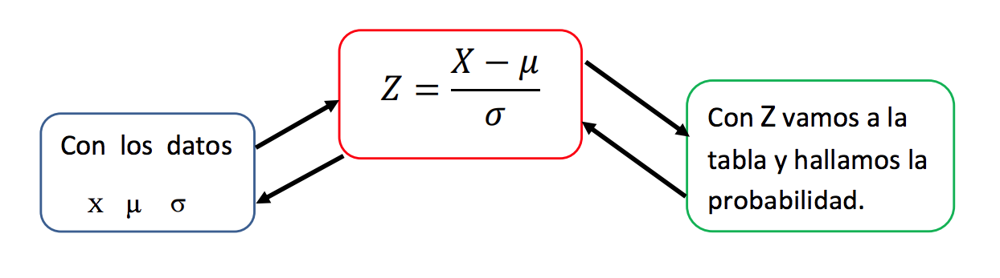 Con los datos
x μ σ
Z = (X − μ) / σ
Con Z vamos a la
tabla y hallamos la
probabilidad.